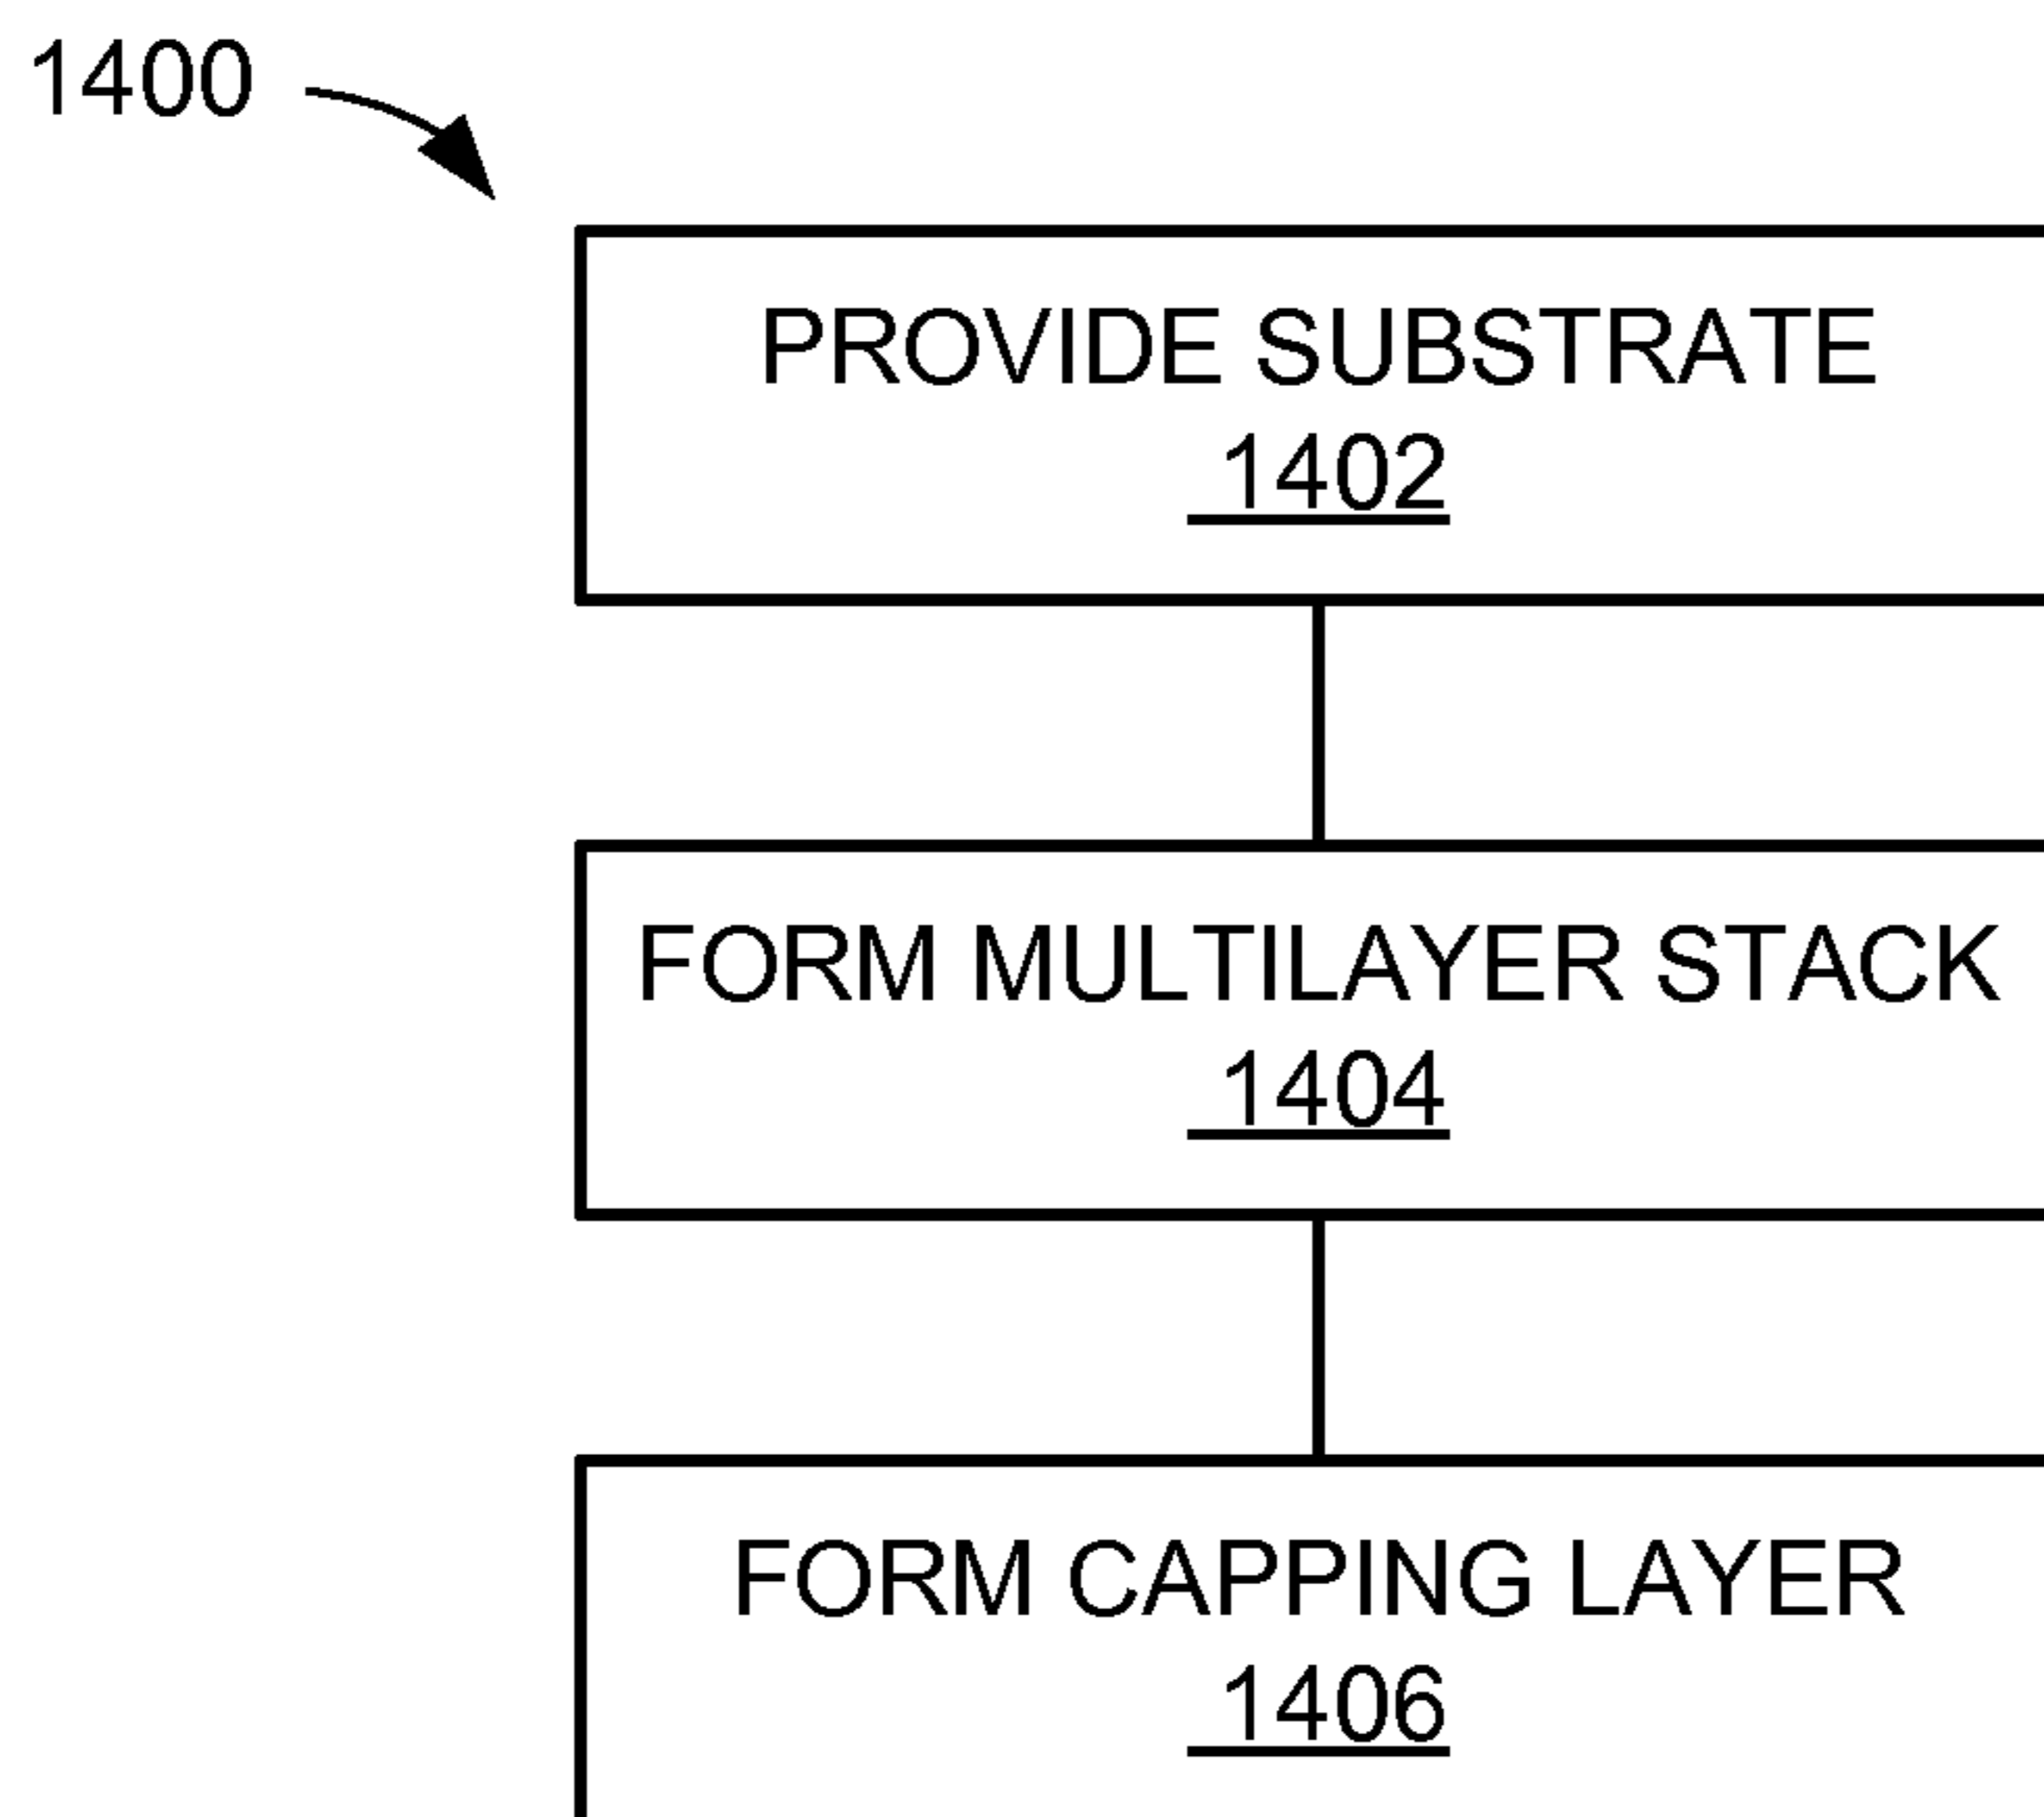 1400
PROVIDE SUBSTRATE
1402
FORM MULTILAYER STACK
1404
FORM CAPPING LAYER
1406